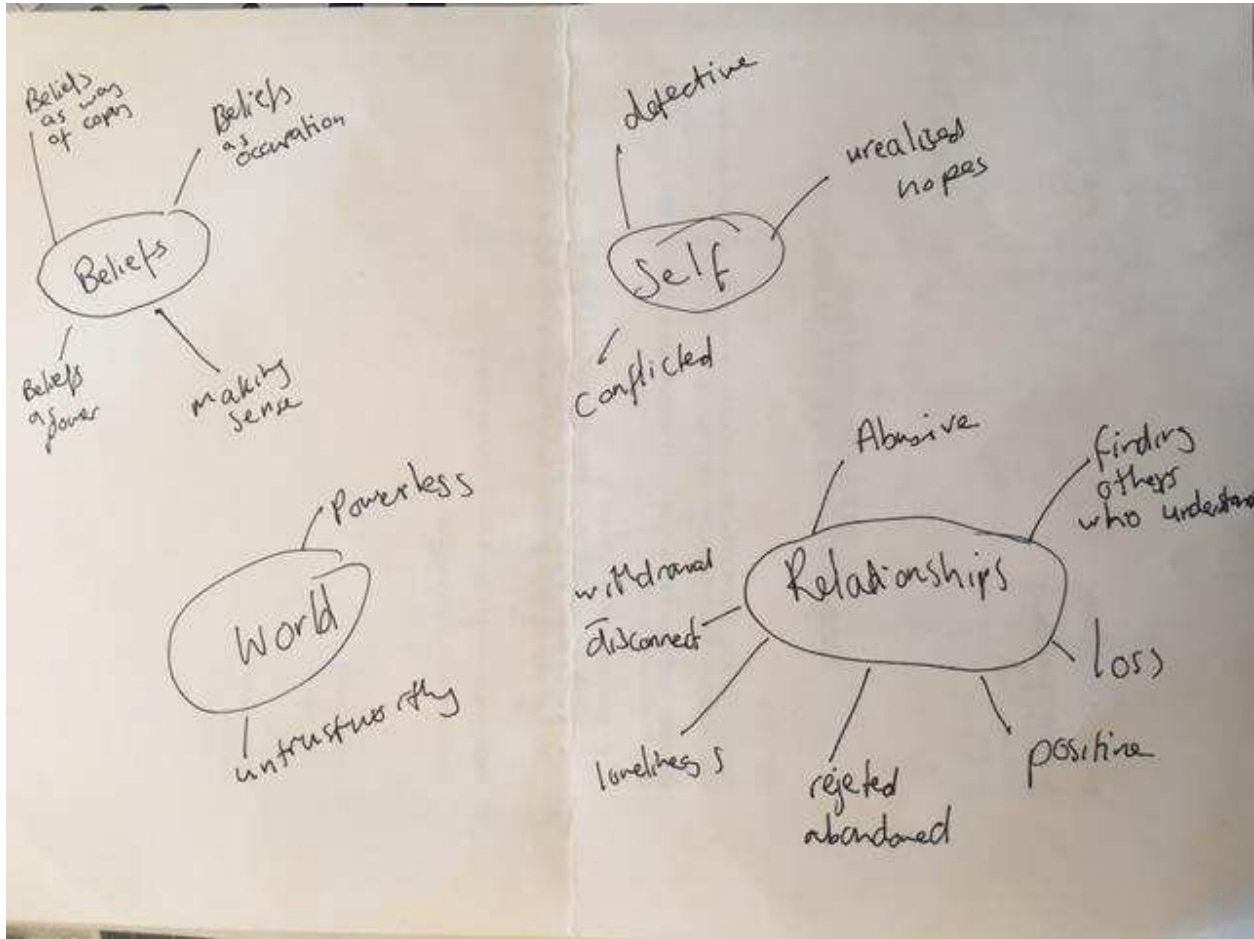 Beliefs
as way
of coping
Beliefs
as
occupation
Beliefs
Beliefs
as
power
making
sense
defective
urealised
hopes
Self
Conflicted
Powerless
World
untrustworthy
Abusive
finding
others
who understand
Relationships
withdrawal
disconnect
loneliness
rejected
abandoned
positive
loss